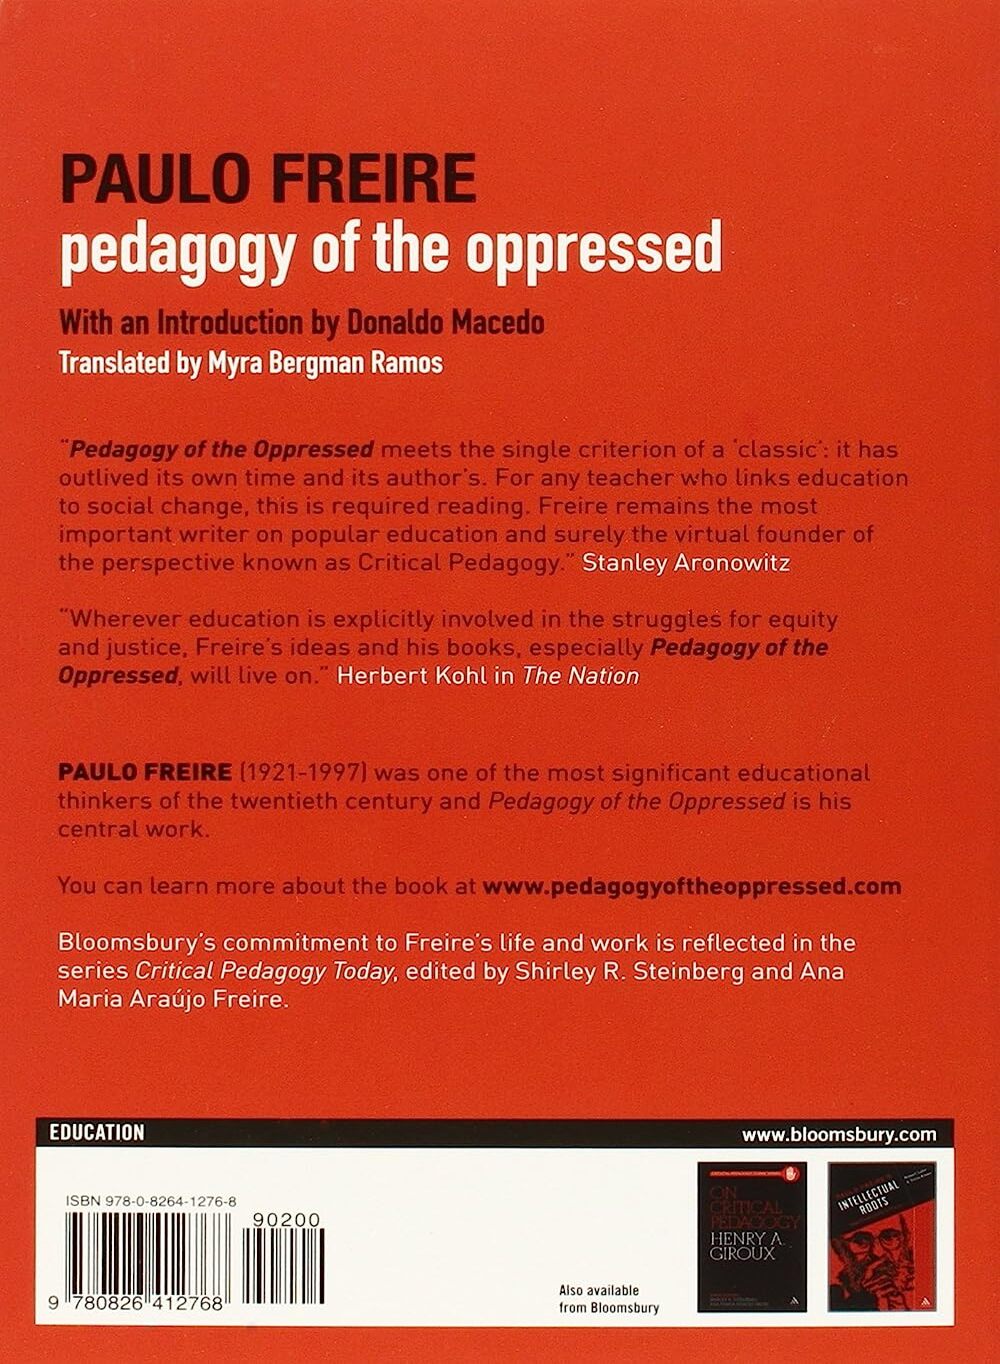 PAULO FREIRE
pedagogy of the oppressed
With an Introduction by Donaldo Macedo
Translated by Myra Bergman Ramos
“Pedagogy of the Oppressed meets the single criterion of a ‘classic’: it has
outlived its own time and its author’s. For any teacher who links education
to social change, this is required reading. Freire remains the most
important writer on popular education and surely the virtual founder of
the perspective known as Critical Pedagogy.” Stanley Aronowitz
“Wherever education is explicitly involved in the struggles for equity
and justice, Freire’s ideas and his books, especially Pedagogy of the
Oppressed, will live on.” Herbert Kohl in The Nation
PAULO FREIRE (1921-1997) was one of the most significant educational
thinkers of the twentieth century and Pedagogy of the Oppressed is his
central work.
You can learn more about the book at www.pedagogyoftheoppressed.com
Bloomsbury’s commitment to Freire’s life and work is reflected in the
series Critical Pedagogy Today, edited by Shirley R. Steinberg and Ana
Maria Araújo Freire.
EDUCATION
www.bloomsbury.com
ISBN 978-0-8264-1276-8
90200
9 780826 412768
Also available
from Bloomsbury
ON
CRITICAL
PEDAGOGY
HENRY A.
GIROUX
INTELLECTUAL
ROOTS